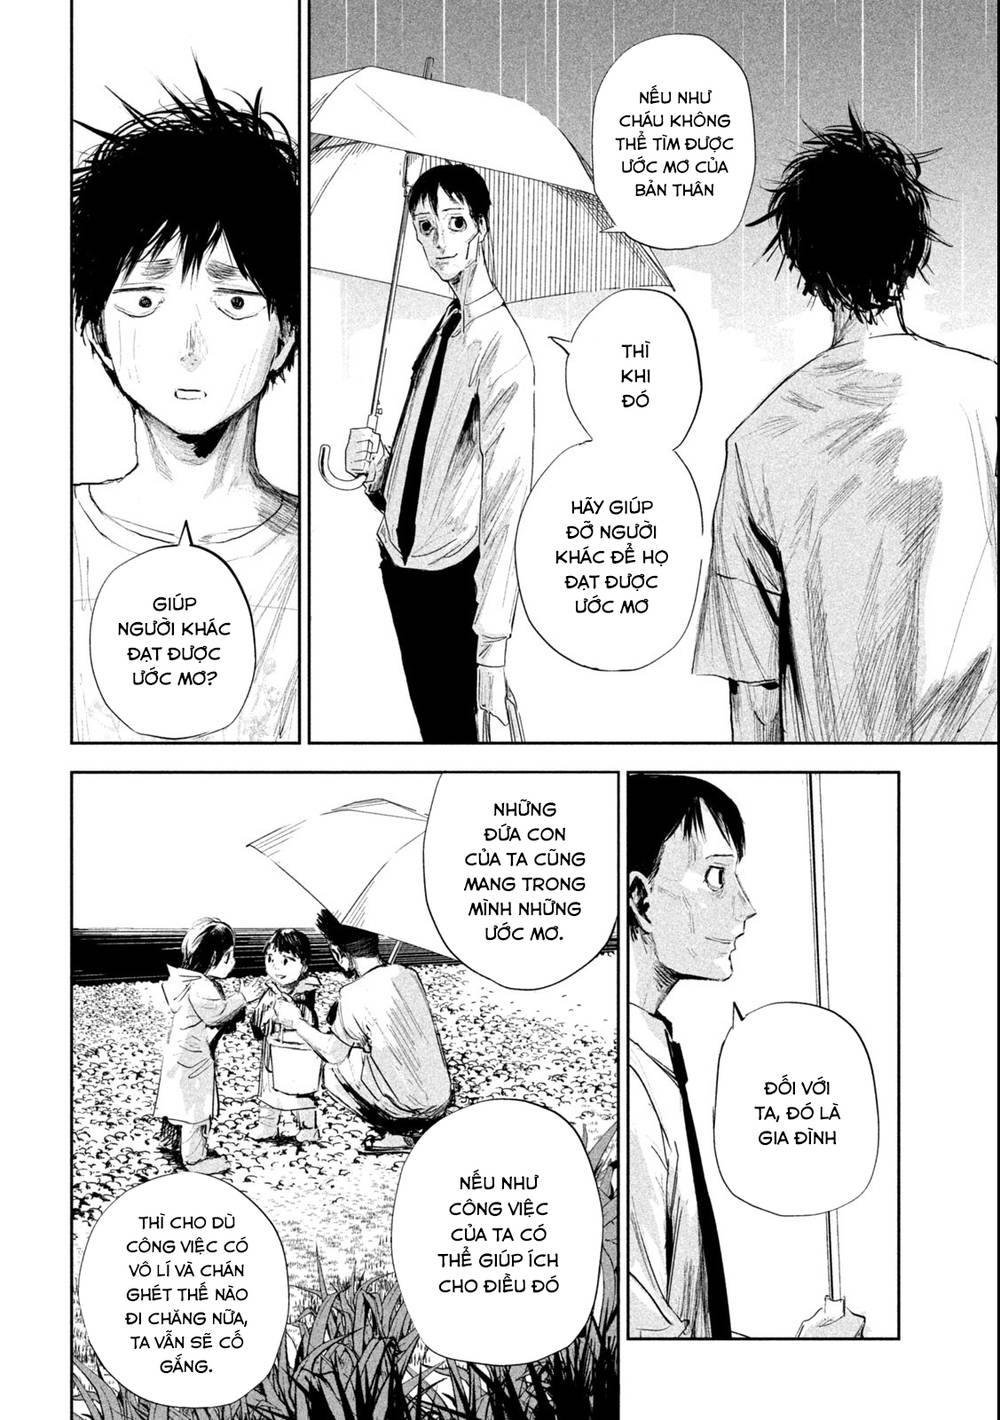 NẾU NHƯ
CHÁU KHÔNG
THỂ TÌM ĐƯỢC
ƯỚC MƠ CỦA
BẢN THÂN
THÌ
KHI
ĐÓ
HÃY GIÚP
ĐỠ NGƯỜI
KHÁC ĐỂ HỌ
ĐẠT ĐƯỢC
ƯỚC MƠ
GIÚP
NGƯỜI KHÁC
ĐẠT ĐƯỢC
ƯỚC MƠ?
ĐỐI VỚI
TA, ĐÓ LÀ
GIA ĐÌNH
NHỮNG
ĐỨA CON
CỦA TA CŨNG
MANG TRONG
MÌNH NHỮNG
ƯỚC MƠ.
NẾU NHƯ
CÔNG VIỆC
CỦA TA CÓ
THỂ GIÚP ÍCH
CHO ĐIỀU ĐÓ
THÌ CHO DÙ
CÔNG VIỆC CÓ
VÔ LÍ VÀ CHÁN
GHÉT THẾ NÀO
ĐI CHĂNG NỮA,
TA VẪN SẼ CỐ
GẮNG.